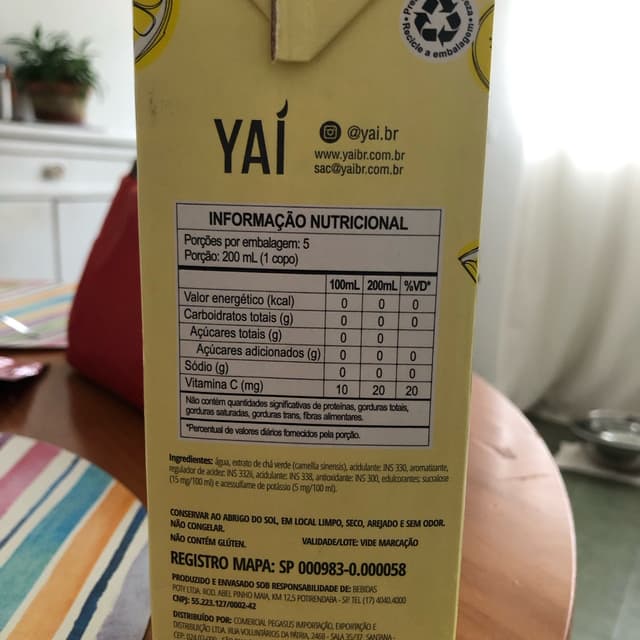 Recicle a embalagem
YAÍ
@yai.br
www.yaibr.com.br
sac@yaibr.com.br
INFORMAÇÃO NUTRICIONAL
Porções por embalagem: 5
Porção: 200 mL (1 copo)
100mL 200mL %VD*
Valor energético (kcal) 0 0 0
Carboidratos totais (g) 0 0 0
Açúcares totais (g) 0 0
Açúcares adicionados (g) 0 0 0
Sódio (g) 0 0 0
Vitamina C (mg) 10 20 20
Não contém quantidades significativas de proteínas, gorduras totais,
gorduras saturadas, gorduras trans, fibras alimentares.
*Percentual de valores diários fornecidos pela porção.
Ingredientes: água, extrato de chá verde (camellia sinensis), acidulante: INS 330, aromatizante,
regulador de acidez: INS 332ii, acidulante: INS 338, antioxidante: INS 300, edulcorantes: sucralose
(15 mg/100 ml) e acessulfame de potássio (5 mg/100 ml).
CONSERVAR AO ABRIGO DO SOL, EM LOCAL LIMPO, SECO, AREJADO E SEM ODOR.
NÃO CONGELAR.
NÃO CONTÉM GLÚTEN. VALIDADE/LOTE: VIDE MARCAÇÃO
REGISTRO MAPA: SP 000983-0.000058
PRODUZIDO E ENVASADO SOB RESPONSABILIDADE DE: BEBIDAS
POTY LTDA. ROD. ABEL PINHO MAIA, KM 12,5 POTIRENDABA - SP. TEL (17) 4040.4000
CNPJ: 55.223.127/0002-42
DISTRIBUÍDO POR: COMERCIAL PEGASUS IMPORTAÇÃO, EXPORTAÇÃO E
DISTRIBUIÇÃO LTDA. RUA VOLUNTÁRIOS DA PÁTRIA, 2468 - SALA 35/37, SANTANA -